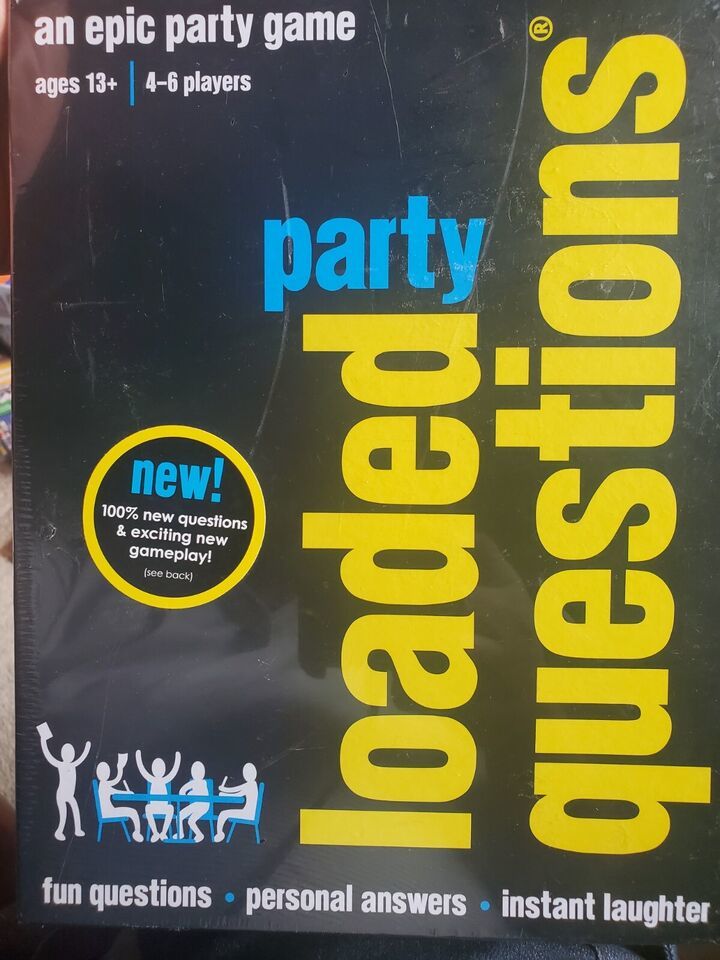 an epic party game
ages 13+ | 4-6 players
party
loaded
questions®
new!
100% new questions
& exciting new
gameplay!
(see back)
fun questions • personal answers • instant laughter